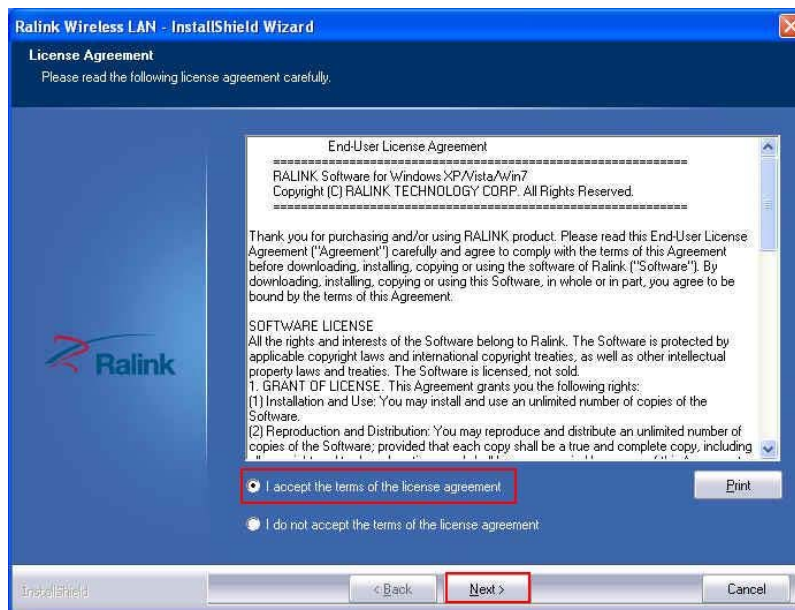 Ralink Wireless LAN - InstallShield Wizard
License Agreement
Please read the following license agreement carefully.
End-User License Agreement
===========================================================
RALINK Software for Windows XP/Vista/Win7
Copyright (C) RALINK TECHNOLOGY CORP. All Rights Reserved.
===========================================================
Thank you for purchasing and/or using RALINK product. Please read this End-User License
Agreement ("Agreement") carefully and agree to comply with the terms of this Agreement
before downloading, installing, copying or using the software of Ralink ("Software"). By
downloading, installing, copying or using this Software, in whole or in part, you agree to be
bound by the terms of this Agreement.
SOFTWARE LICENSE
All the rights and interests of the Software belong to Ralink. The Software is protected by
applicable copyright laws and international copyright treaties, as well as other intellectual
property laws and treaties. The Software is licensed, not sold.
1. GRANT OF LICENSE. This Agreement grants you the following rights:
(1) Installation and Use: You may install and use an unlimited number of copies of the
Software.
(2) Reproduction and Distribution: You may reproduce and distribute an unlimited number of
copies of the Software; provided that each copy shall be a true and complete copy, including
Ralink
I accept the terms of the license agreement
Print
I do not accept the terms of the license agreement
InstallShield
< Back
Next >
Cancel